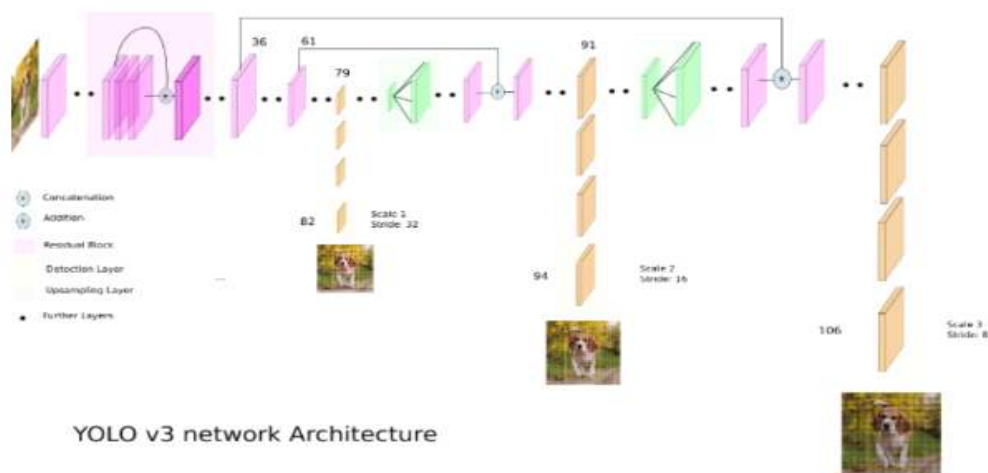 36
61
91
79
Concatenation
Addition
Residual Block
Detection Layer
Upsampling Layer
Further Layers
...
82
Scale 1
Stride: 32
94
Scale 2
Stride: 16
106
Scale 3
Stride: 8
YOLO v3 network Architecture